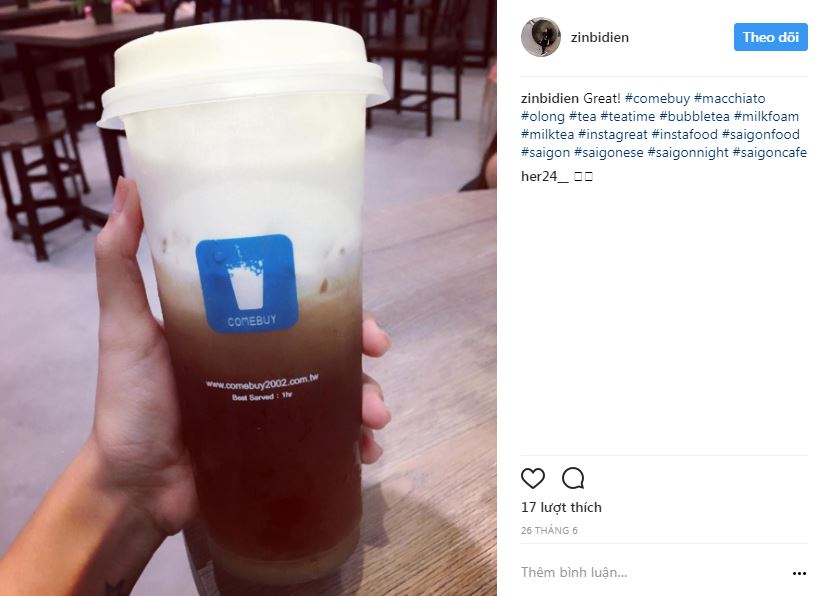 COMEBUY
www.comebuy2002.com.tw
Best Served : 1hr
zinbidien
Theo dõi
zinbidien Great! #comebuy #macchiato
#olong #tea #teatime #bubbletea #milkfoam
#milktea #instagreat #instafood #saigonfood
#saigon #saigonese #saigonnight #saigoncafe
her24__
17 lượt thích
26 THÁNG 6
Thêm bình luận...